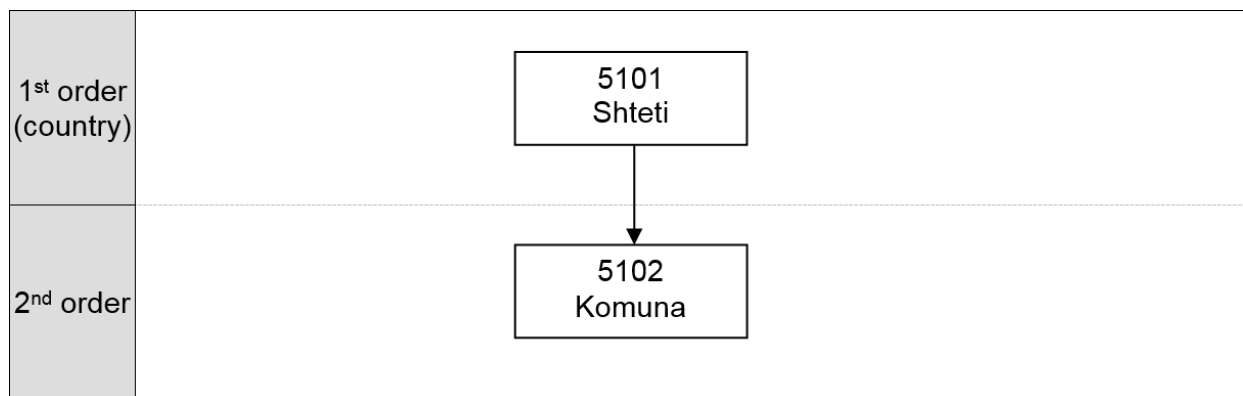 1st order
(country)
5101
Shteti
2nd order
5102
Komuna